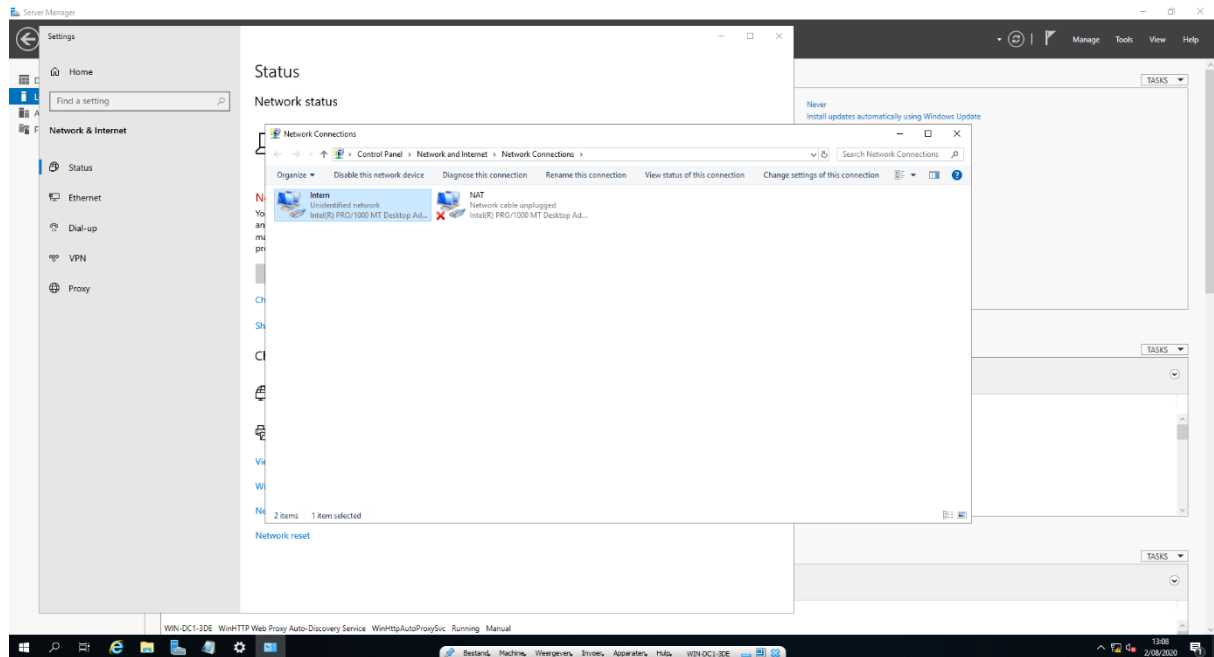 Server Manager
Manage Tools View Help
Settings
Home
Find a setting
Network & Internet
Status
Ethernet
Dial-up
VPN
Proxy
Status
Network status
TASKS
Never
Install updates automatically using Windows Update
Network Connections
Control Panel › Network and Internet › Network Connections ›
Search Network Connections
Organize Disable this network device Diagnose this connection Rename this connection View status of this connection Change settings of this connection
Intern
Unidentified network
Intel(R) PRO/1000 MT Desktop Ad...
NAT
Network cable unplugged
Intel(R) PRO/1000 MT Desktop Ad...
2 items 1 item selected
Network reset
TASKS
TASKS
WIN-DC1-3DE WinHTTP Web Proxy Auto-Discovery Service WinHttpAutoProxySvc Running Manual
Bestand Machine Weergeven Invoer Apparaten Hulp WIN-DC1-3DE
13:08
2/08/2020